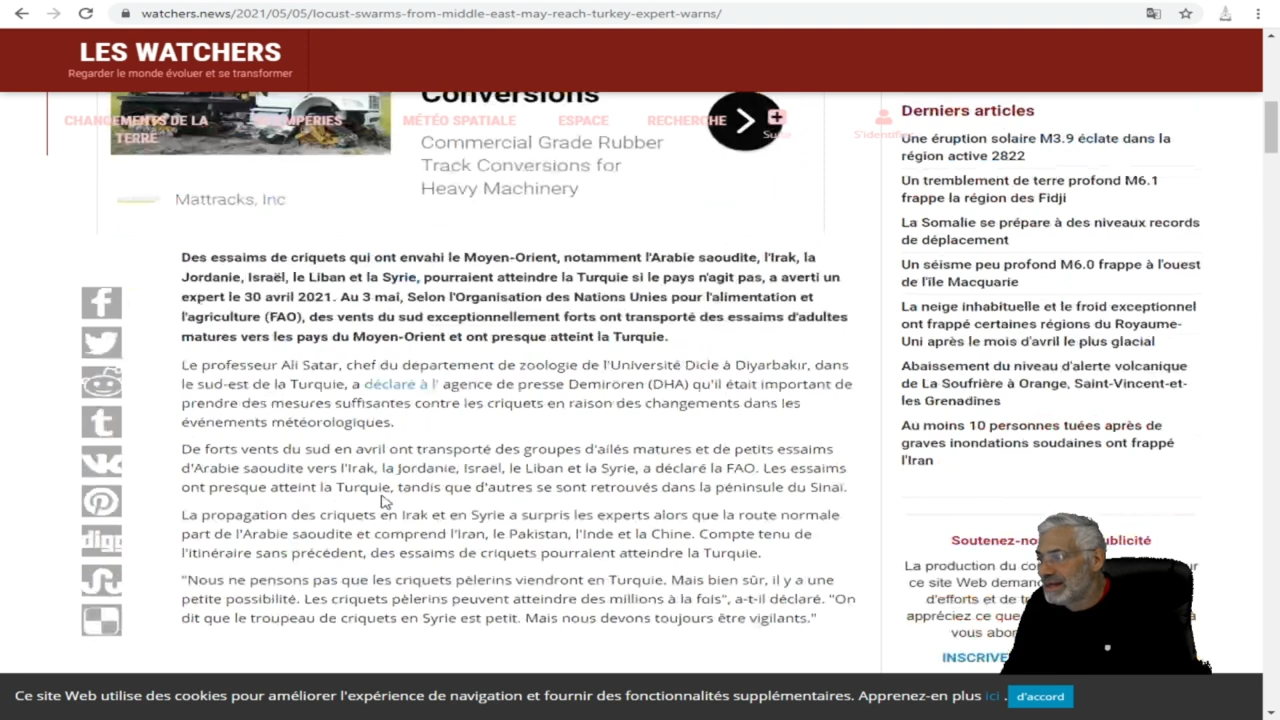 watchers.news/2021/05/05/locust-swarms-from-middle-east-may-reach-turkey-expert-warns/
LES WATCHERS
Regarder le monde évoluer et se transformer
CHANGEMENTS DE LA
TERRE
MÉTÉO SPATIALE
ESPACE
RECHERCHE
Conversions
Commercial Grade Rubber
Track Conversions for
Heavy Machinery
Mattracks, Inc
Des essaims de criquets qui ont envahi le Moyen-Orient, notamment l'Arabie saoudite, l'Irak, la
Jordanie, Israël, le Liban et la Syrie, pourraient atteindre la Turquie si le pays n'agit pas, a averti un
expert le 30 avril 2021. Au 3 mai, Selon l'Organisation des Nations Unies pour l'alimentation et
l'agriculture (FAO), des vents du sud exceptionnellement forts ont transporté des essaims d'adultes
matures vers les pays du Moyen-Orient et ont presque atteint la Turquie.
Le professeur Ali Satar, chef du département de zoologie de l'Université Dicle à Diyarbakır, dans
le sud-est de la Turquie, a déclaré à l' agence de presse Demirören (DHA) qu'il était important de
prendre des mesures suffisantes contre les criquets en raison des changements dans les
événements météorologiques.
De forts vents du sud en avril ont transporté des groupes d'ailés matures et de petits essaims
d'Arabie saoudite vers l'Irak, la Jordanie, Israël, le Liban et la Syrie, a déclaré la FAO. Les essaims
ont presque atteint la Turquie, tandis que d'autres se sont retrouvés dans la péninsule du Sinaï.
La propagation des criquets en Irak et en Syrie a surpris les experts alors que la route normale
part de l'Arabie saoudite et comprend l'Iran, le Pakistan, l'Inde et la Chine. Compte tenu de
l'itinéraire sans précédent, des essaims de criquets pourraient atteindre la Turquie.
"Nous ne pensons pas que les criquets pèlerins viendront en Turquie. Mais bien sûr, il y a une
petite possibilité. Les criquets pèlerins peuvent atteindre des millions à la fois", a-t-il déclaré. "On
dit que le troupeau de criquets en Syrie est petit. Mais nous devons toujours être vigilants."
digg
Derniers articles
Une éruption solaire M3.9 éclate dans la
région active 2822
Un tremblement de terre profond M6.1
frappe la région des Fidji
La Somalie se prépare à des niveaux records
de déplacement
Un séisme peu profond M6.0 frappe à l'ouest
de l'île Macquarie
La neige inhabituelle et le froid exceptionnel
ont frappé certaines régions du Royaume-
Uni après le mois d'avril le plus glacial
Abaissement du niveau d'alerte volcanique
de La Soufrière à Orange, Saint-Vincent-et-
les Grenadines
Au moins 10 personnes tuées après de
graves inondations soudaines ont frappé
l'Iran
La production du
ce site Web
d'efforts et de
appréciez ce que
vous
Ce site Web utilise des cookies pour améliorer l'expérience de navigation et fournir des fonctionnalités supplémentaires. Apprenez-en plus ici . d'accord